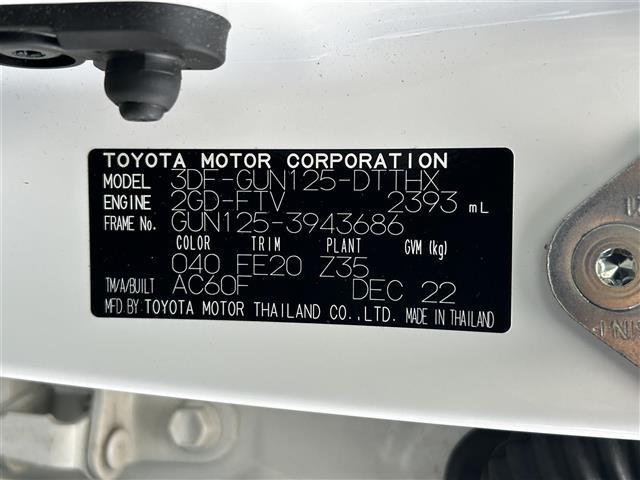 TOYOTA MOTOR CORPORATION
MODEL 3DF-GUN125-DTTHX
ENGINE 2GD-FTV 2393 mL
FRAME No. GUN125-3943686
COLOR TRIM PLANT GVM (kg)
040 FE20 Z35
TM/A/BUILT AC60F DEC 22
MFD.BY TOYOTA MOTOR THAILAND CO.,LTD. MADE IN THAILAND